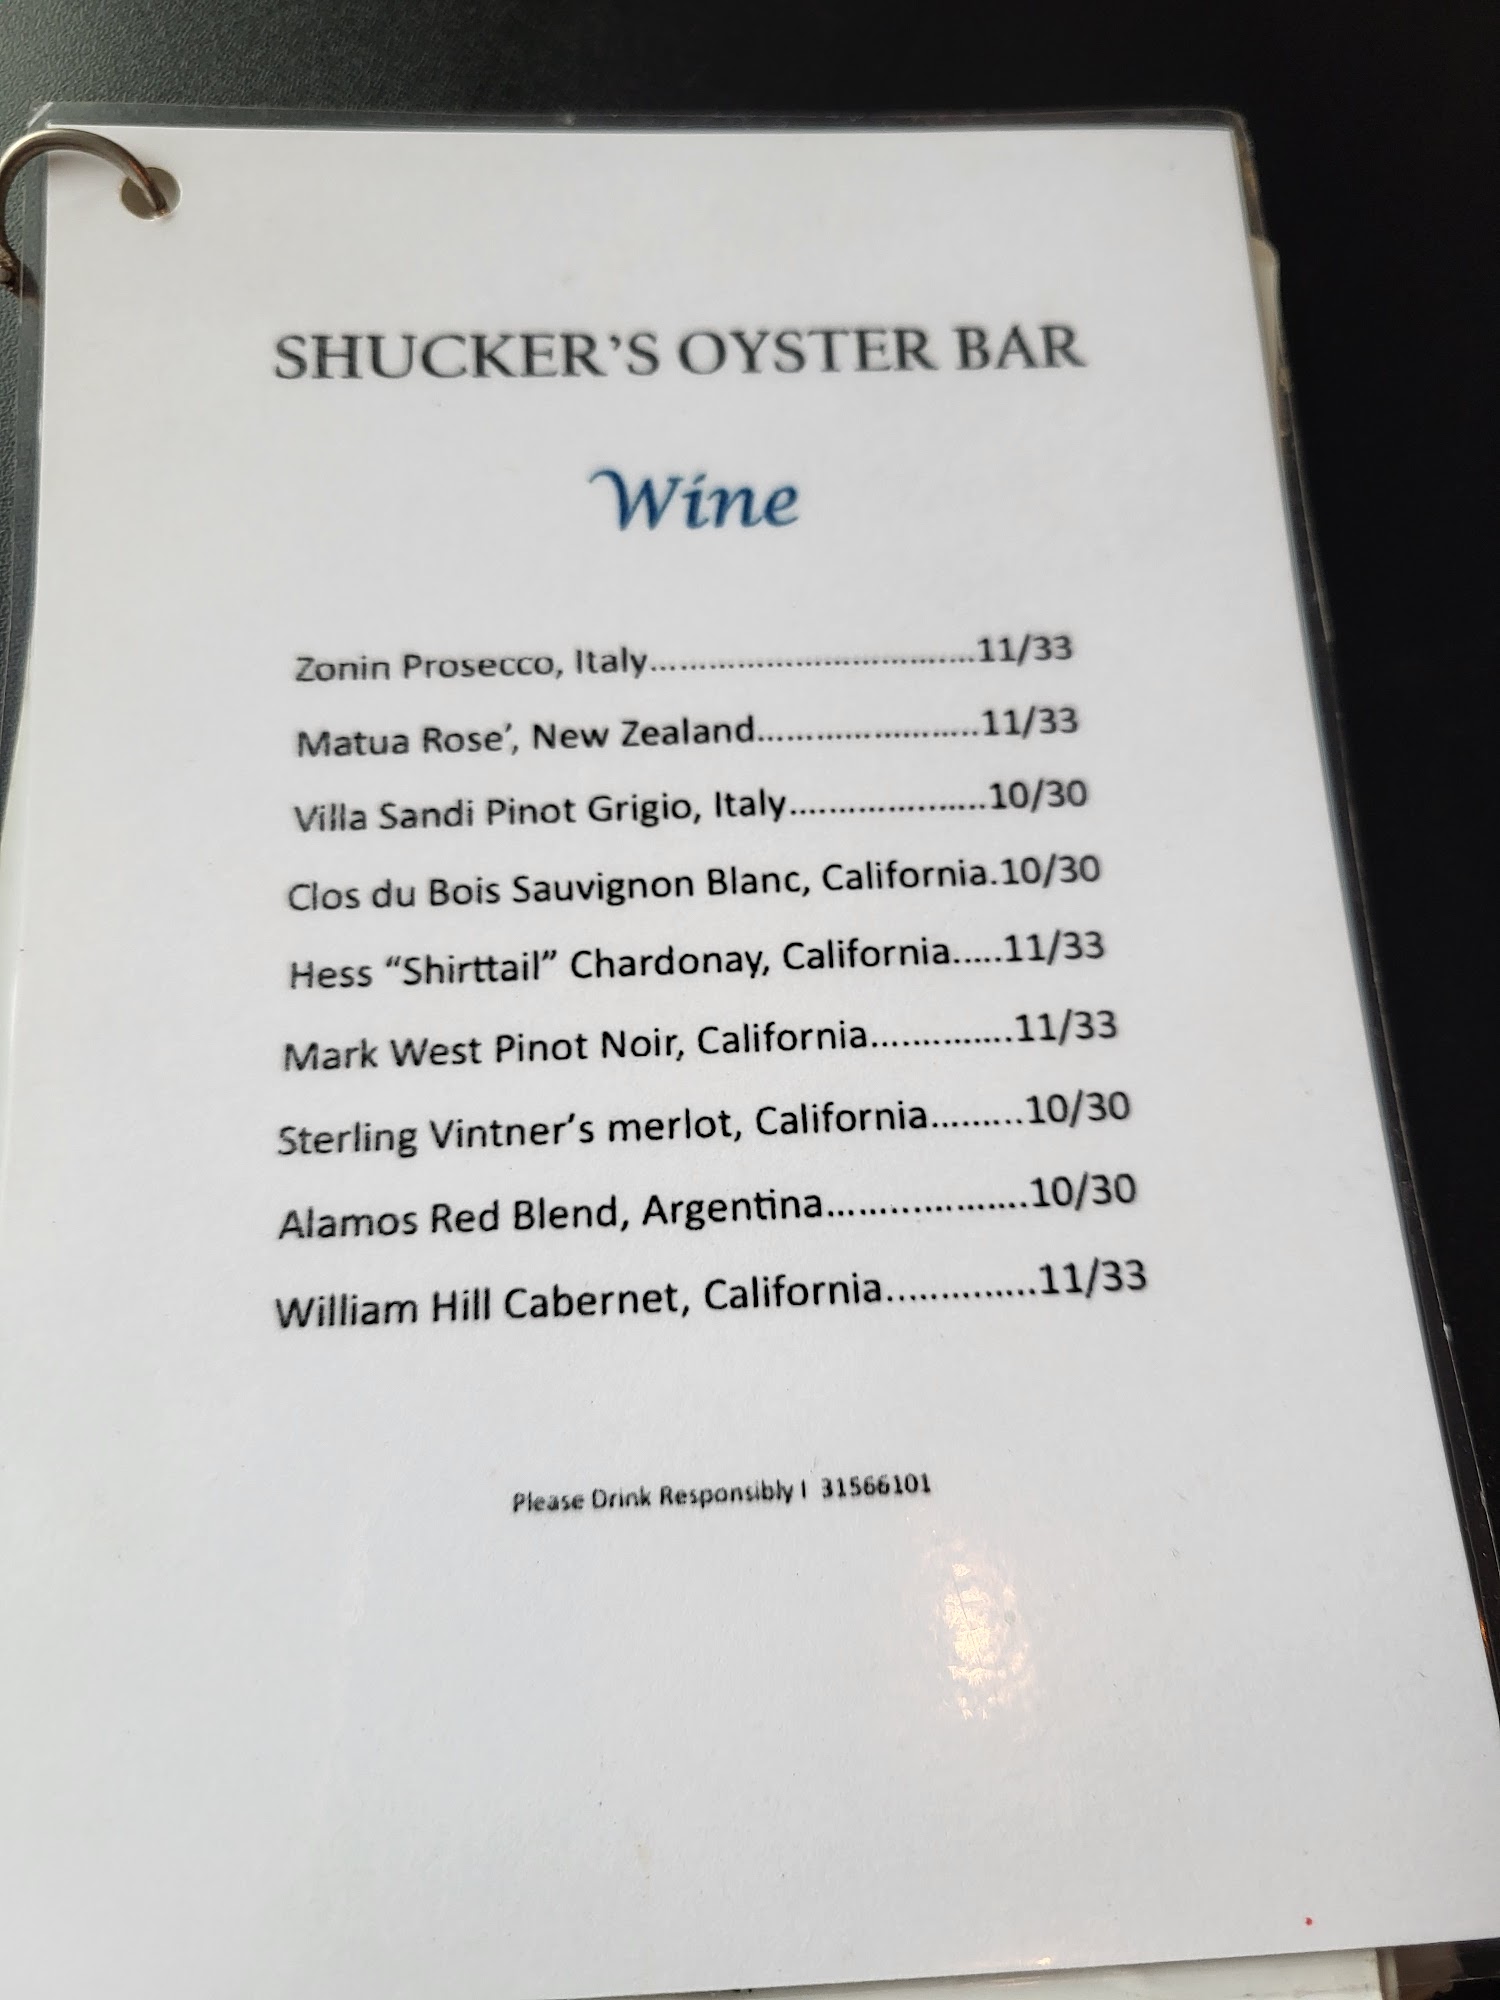 SHUCKER'S OYSTER BAR
Wine
Zonin Prosecco, Italy.................................11/33
Matua Rose', New Zealand.......................11/33
Villa Sandi Pinot Grigio, Italy....................10/30
Clos du Bois Sauvignon Blanc, California.10/30
Hess “Shirttail” Chardonay, California.....11/33
Mark West Pinot Noir, California..............11/33
Sterling Vintner's merlot, California.........10/30
Alamos Red Blend, Argentina....................10/30
William Hill Cabernet, California...............11/33
Please Drink Responsibly I 31566101